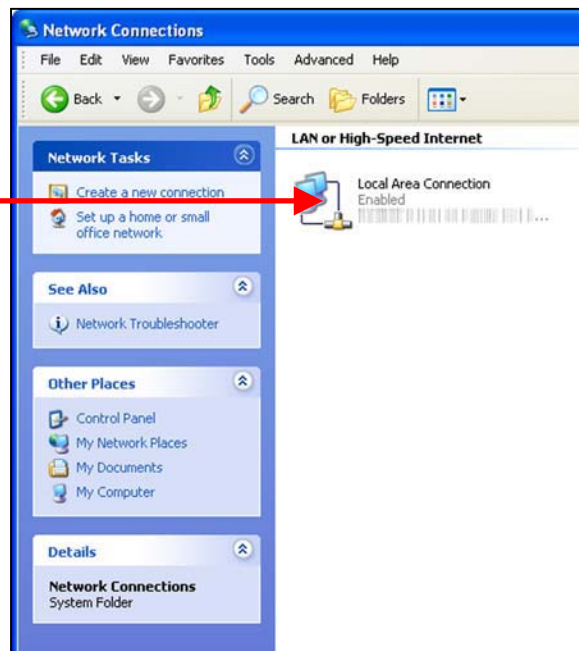 Network Connections
File Edit View Favorites Tools Advanced Help
Back Search Folders
Network Tasks
Create a new connection
Set up a home or small
office network
See Also
Network Troubleshooter
Other Places
Control Panel
My Network Places
My Documents
My Computer
Details
Network Connections
System Folder
LAN or High-Speed Internet
Local Area Connection
Enabled